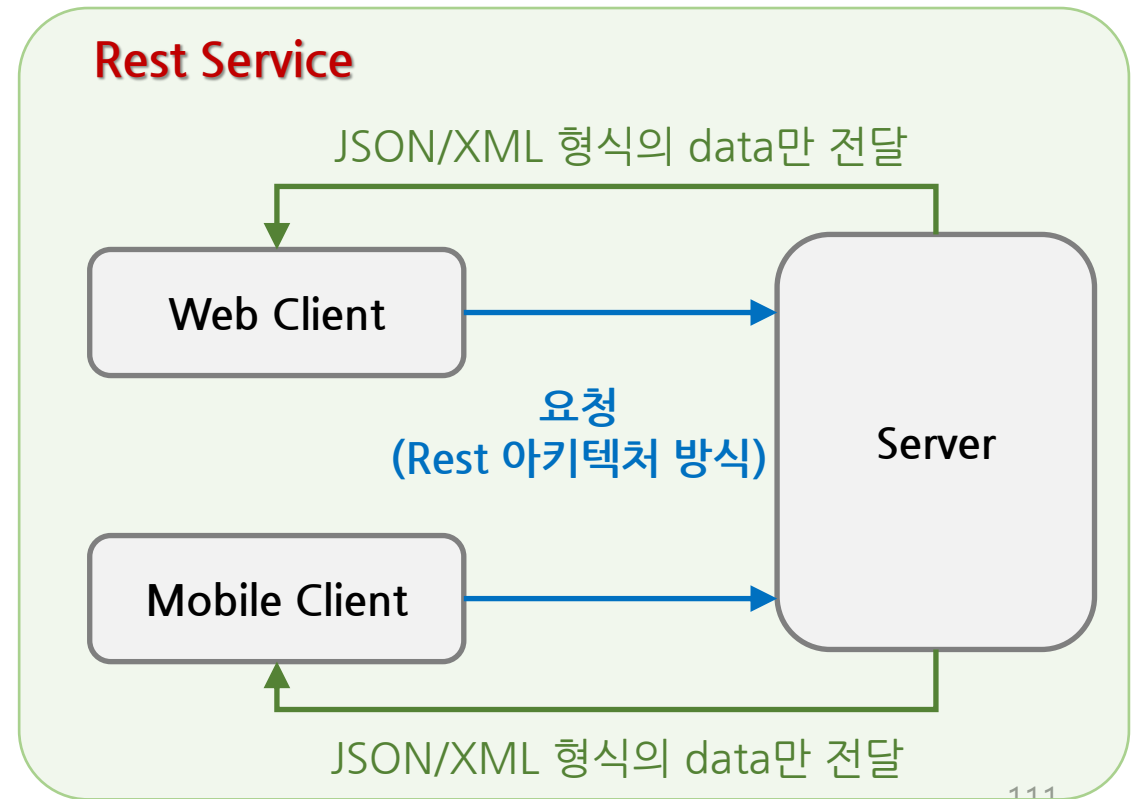 Rest Service
JSON/XML 형식의 data만 전달
Web Client
요청
(Rest 아키텍처 방식)
Server
Mobile Client
JSON/XML 형식의 data만 전달
111